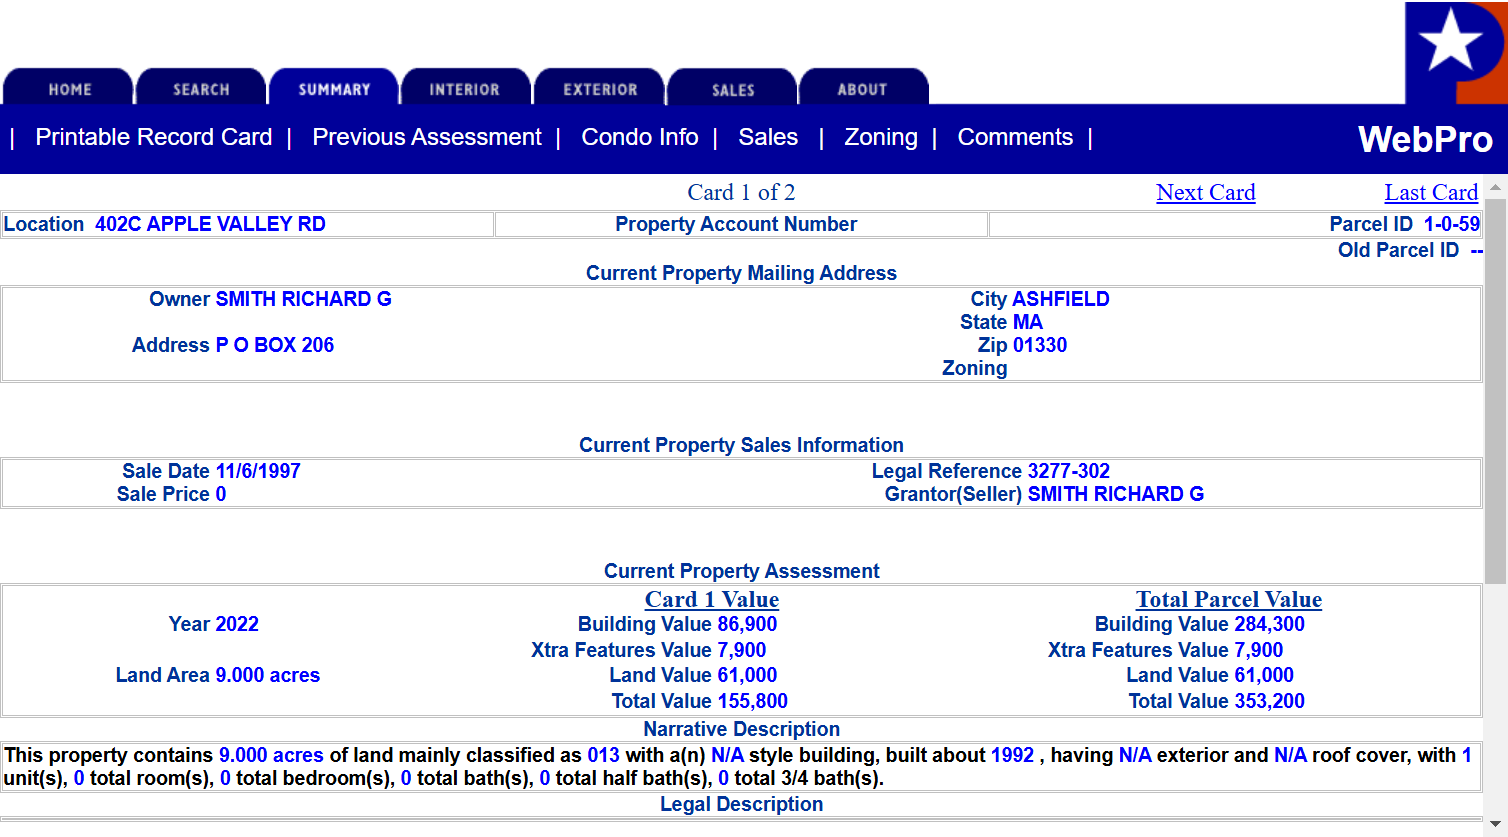 HOME SEARCH SUMMARY INTERIOR EXTERIOR SALES ABOUT
| Printable Record Card | Previous Assessment | Condo Info | Sales | Zoning | Comments | WebPro
Card 1 of 2 Next Card Last Card
Location 402C APPLE VALLEY RD Property Account Number Parcel ID 1-0-59
Old Parcel ID --
Current Property Mailing Address
Owner SMITH RICHARD G City ASHFIELD
State MA
Address P O BOX 206 Zip 01330
Zoning
Current Property Sales Information
Sale Date 11/6/1997 Legal Reference 3277-302
Sale Price 0 Grantor(Seller) SMITH RICHARD G
Current Property Assessment
Card 1 Value Total Parcel Value
Year 2022 Building Value 86,900 Building Value 284,300
Xtra Features Value 7,900 Xtra Features Value 7,900
Land Area 9.000 acres Land Value 61,000 Land Value 61,000
Total Value 155,800 Total Value 353,200
Narrative Description
This property contains 9.000 acres of land mainly classified as 013 with a(n) N/A style building, built about 1992 , having N/A exterior and N/A roof cover, with 1
unit(s), 0 total room(s), 0 total bedroom(s), 0 total bath(s), 0 total half bath(s), 0 total 3/4 bath(s).
Legal Description